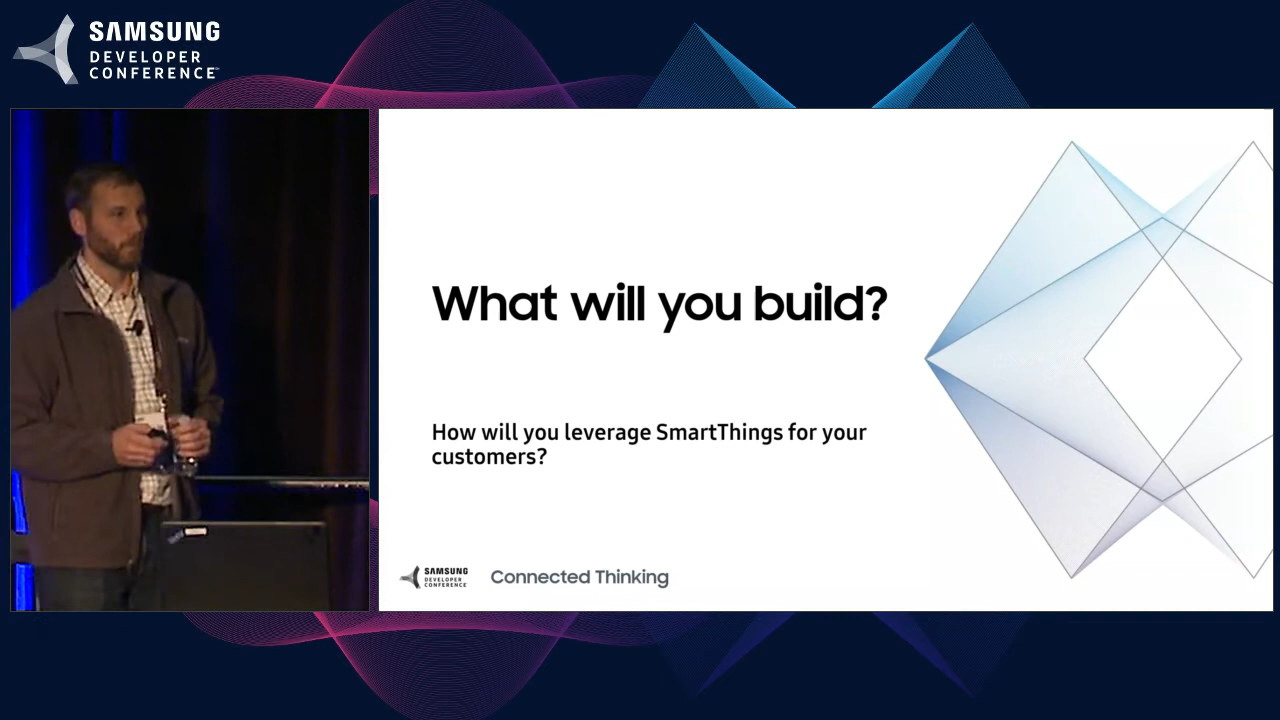 SAMSUNG
DEVELOPER
CONFERENCE
What will you build?
How will you leverage SmartThings for your
customers?
SAMSUNG
DEVELOPER
CONFERENCE
Connected Thinking